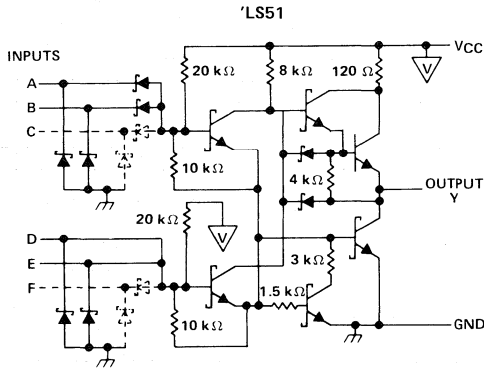 'LS51
VCC
INPUTS
V
A
20 kΩ
8 kΩ
120 Ω
B
C
10 kΩ
4 kΩ
OUTPUT
Y
20 kΩ
V
D
E
3 kΩ
F
1.5 kΩ
10 kΩ
GND